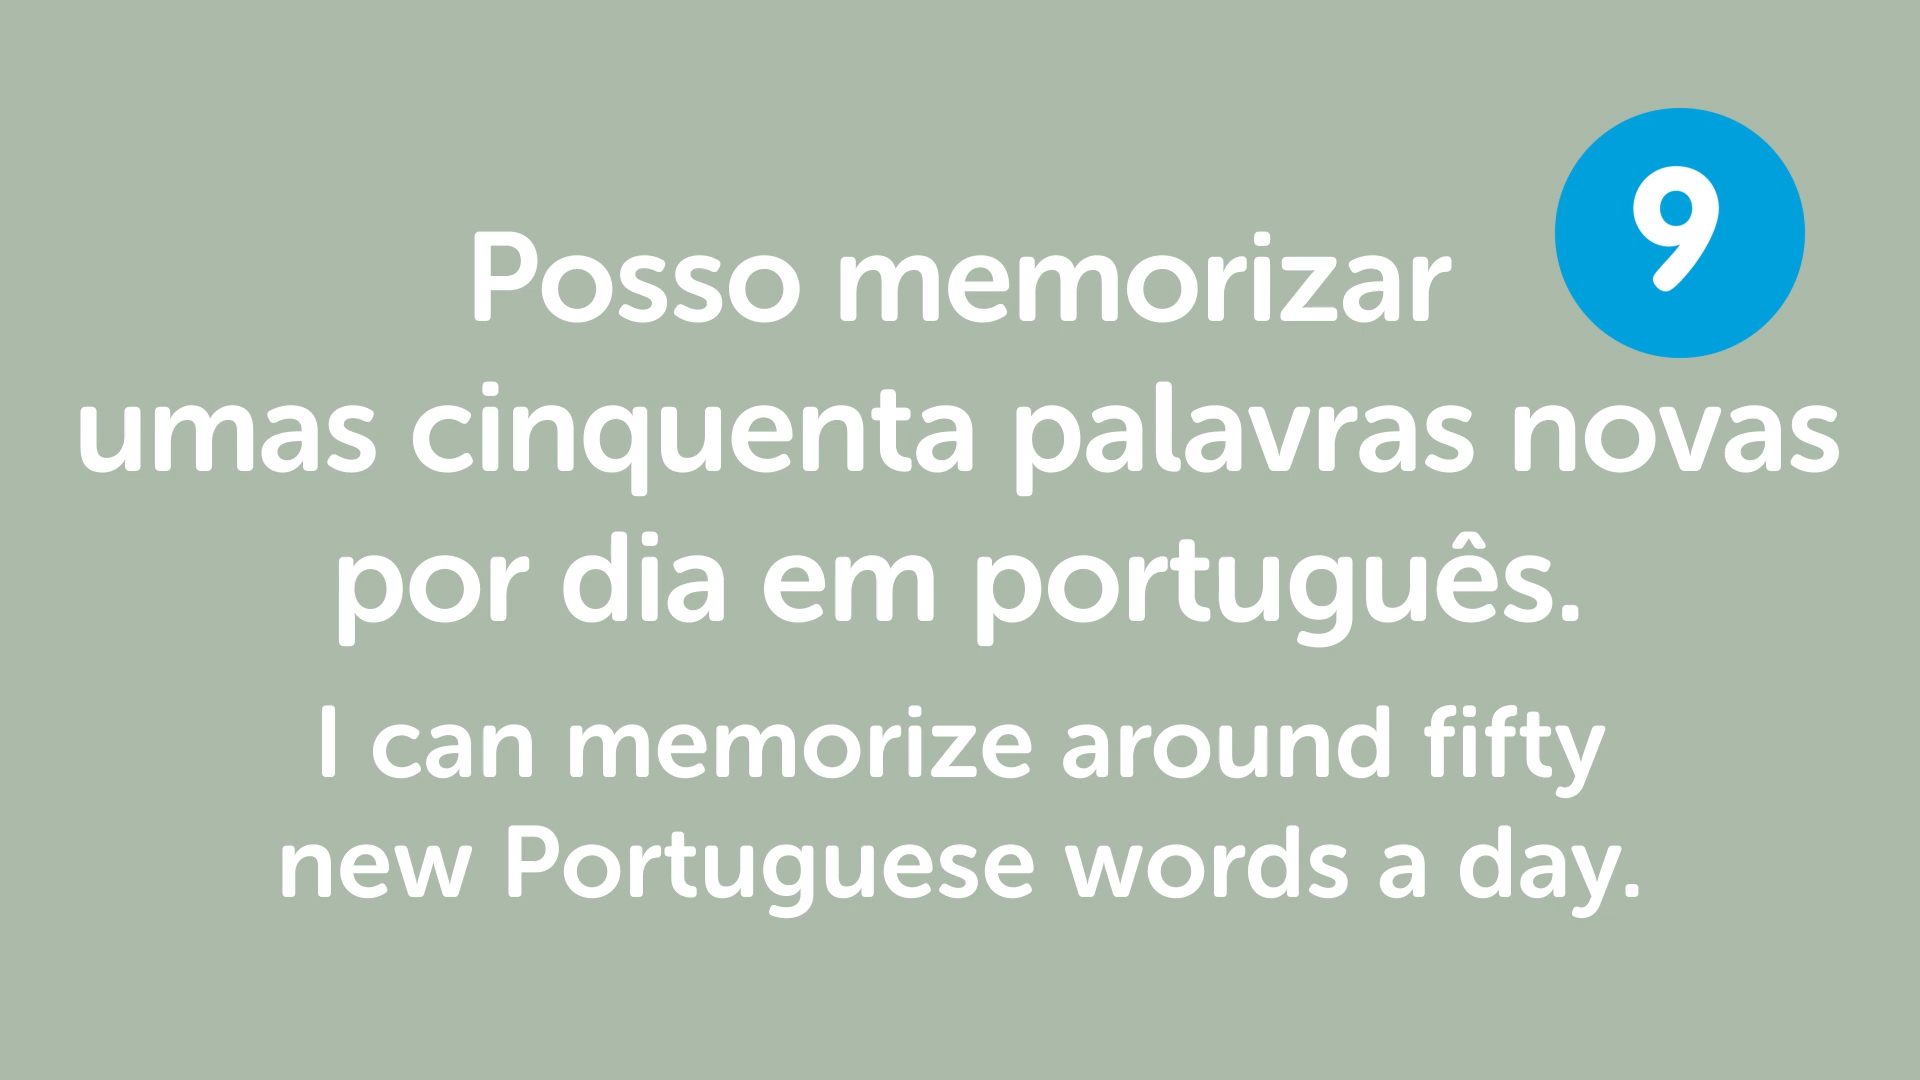 9
Posso memorizar
umas cinquenta palavras novas
por dia em português.
I can memorize around fifty
new Portuguese words a day.